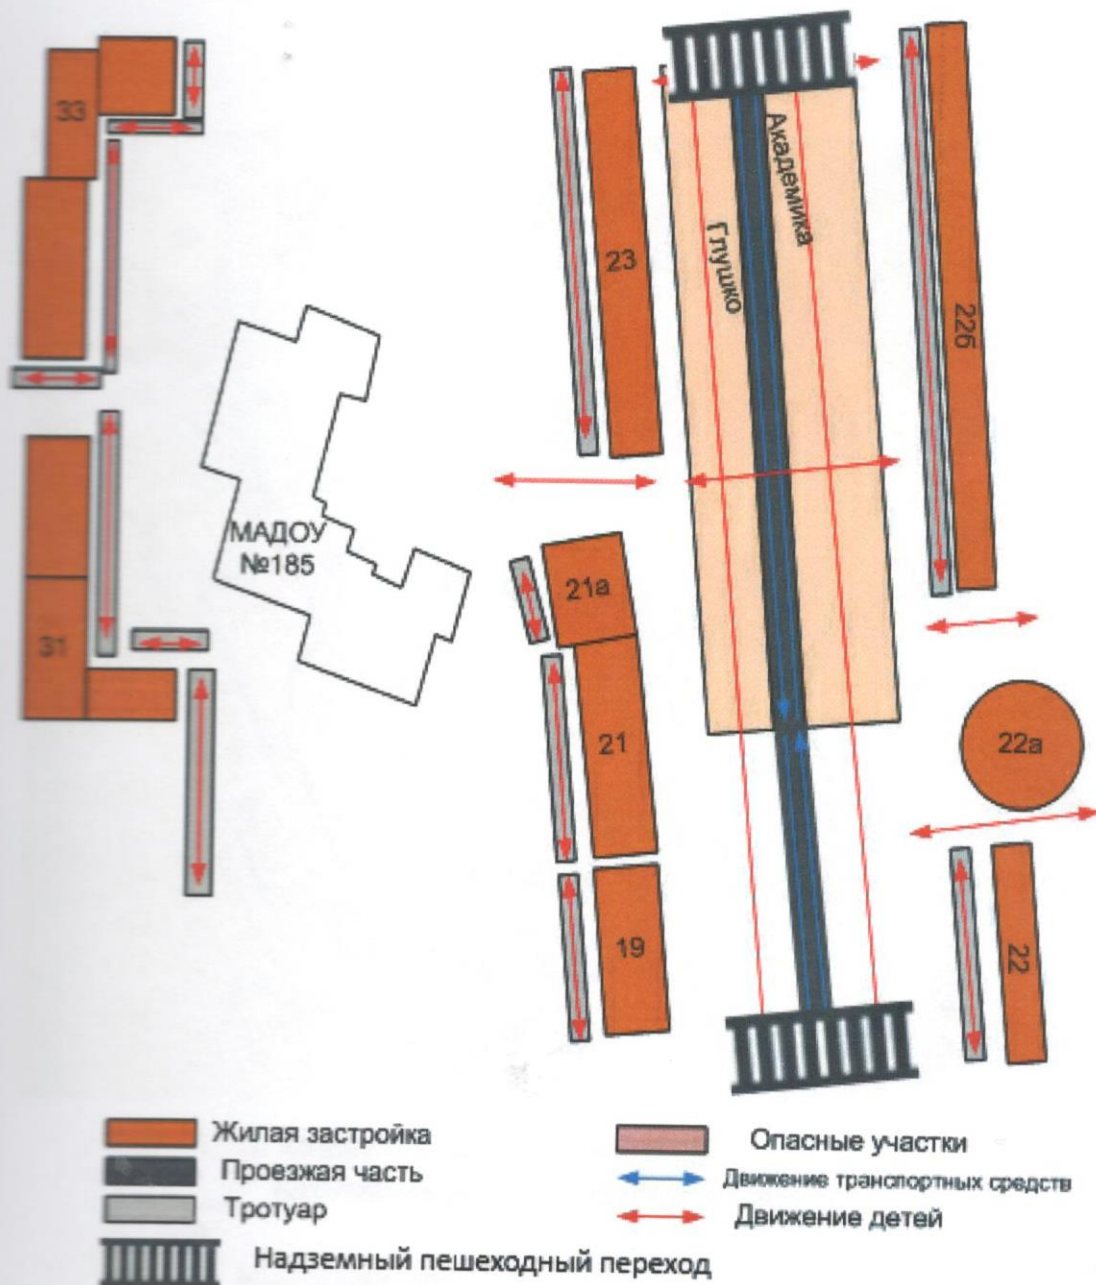 33
Академика
Глушко
23
22б
МАДОУ
№185
21а
31
21
22а
19
22
Жилая застройка
Проезжая часть
Тротуар
Надземный пешеходный переход
Опасные участки
Движение транспортных средств
Движение детей